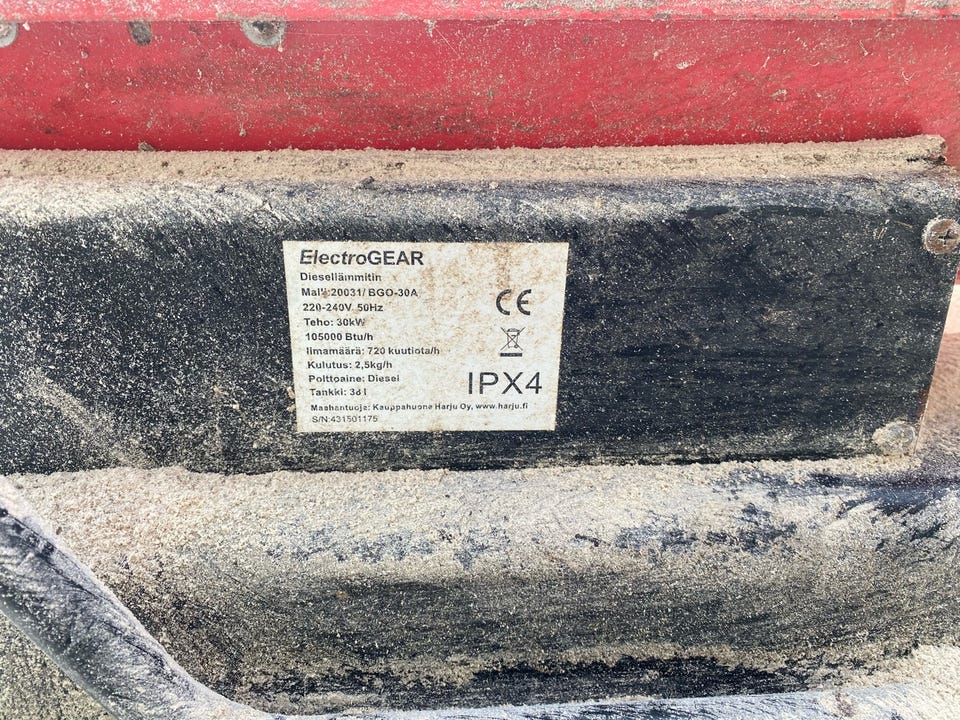 ElectroGEAR
Diesellämmitin
Malli:20031/ BGO-30A
220-240V, 50Hz
Teho: 30kW
105000 Btu/h
Ilmamäärä: 720 kuutiota/h
Kulutus: 2,5kg/h
Polttoaine: Diesel
Tankki: 38 l
Maahantuoja: Kauppahuone Harju Oy, www.harju.fi
S/N:431501175
CE
IPX4